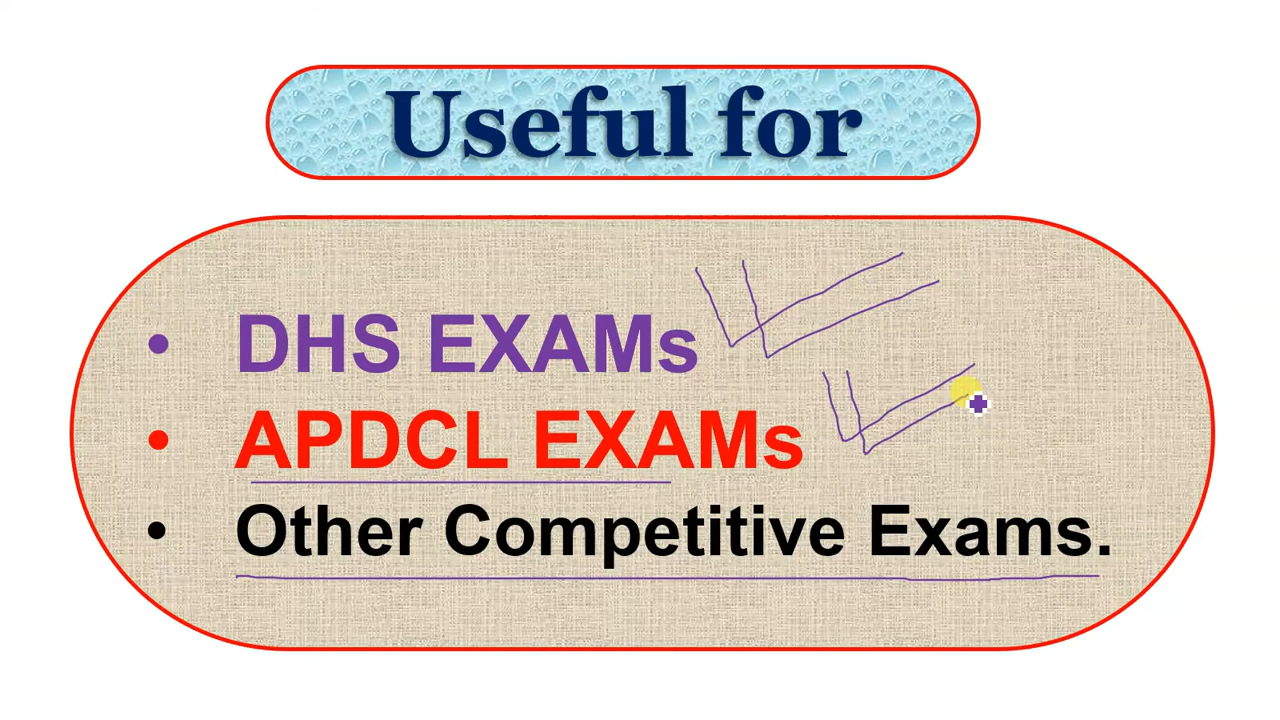 Useful for
• DHS EXAMs
• APDCL EXAMs
• Other Competitive Exams.